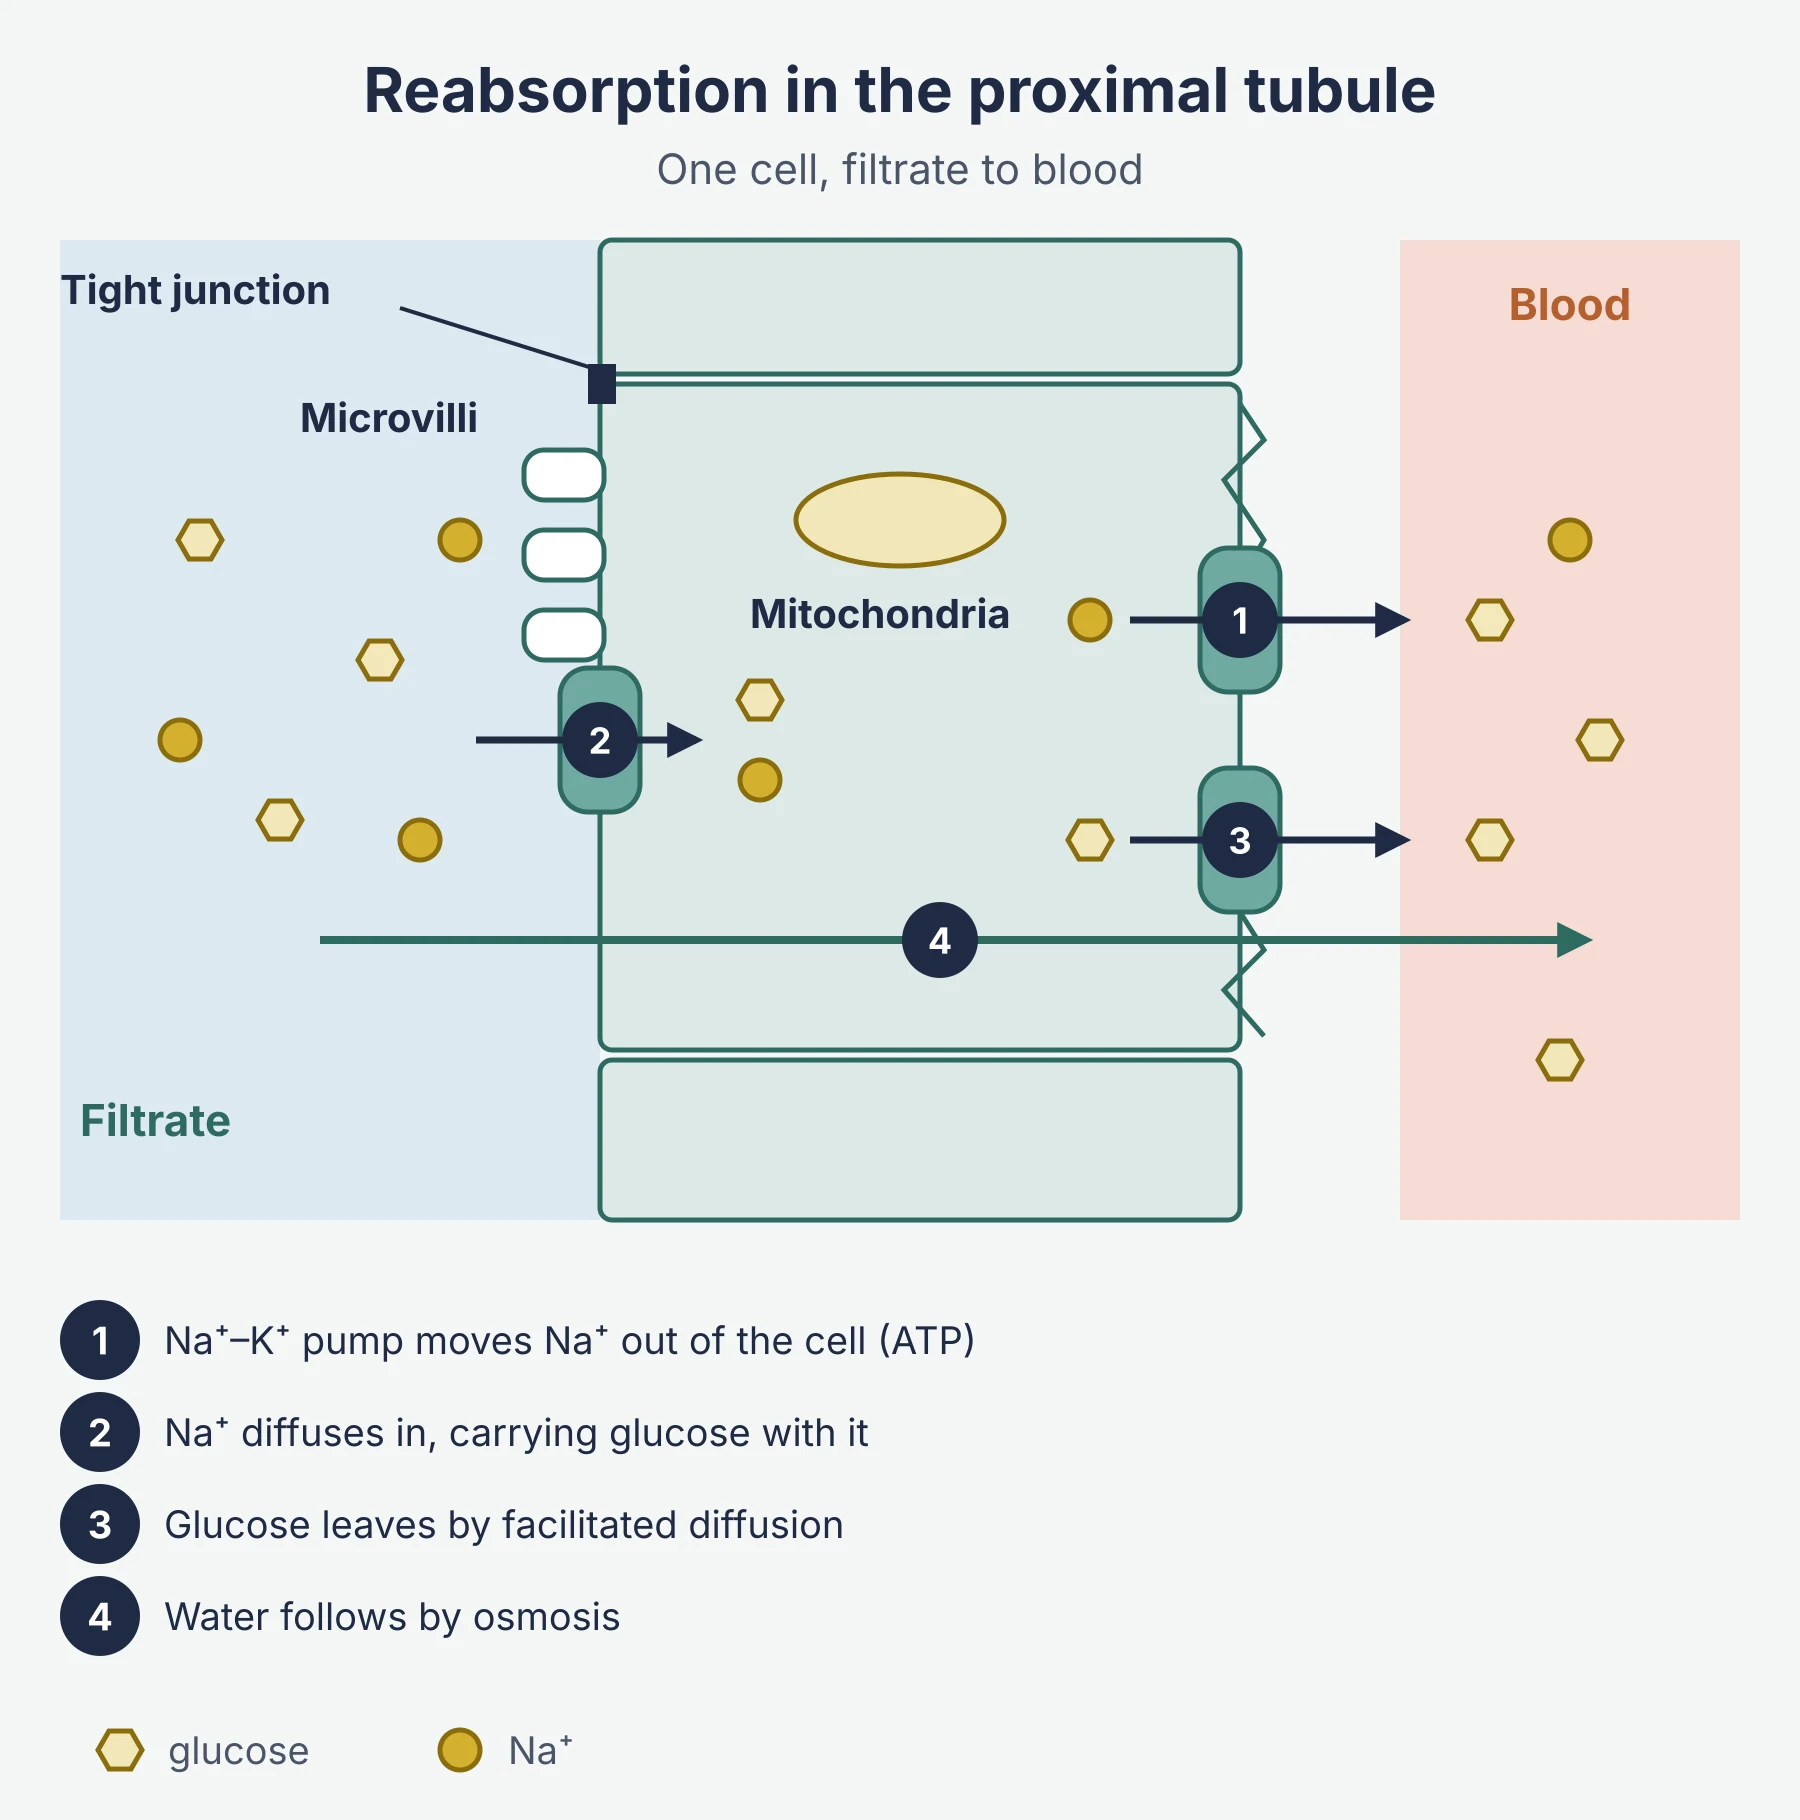 Reabsorption in the proximal tubule
One cell, filtrate to blood
Tight junction
Blood
Microvilli
Mitochondria
1
2
3
4
Filtrate
1 Na⁺–K⁺ pump moves Na⁺ out of the cell (ATP)
2 Na⁺ diffuses in, carrying glucose with it
3 Glucose leaves by facilitated diffusion
4 Water follows by osmosis
glucose Na⁺